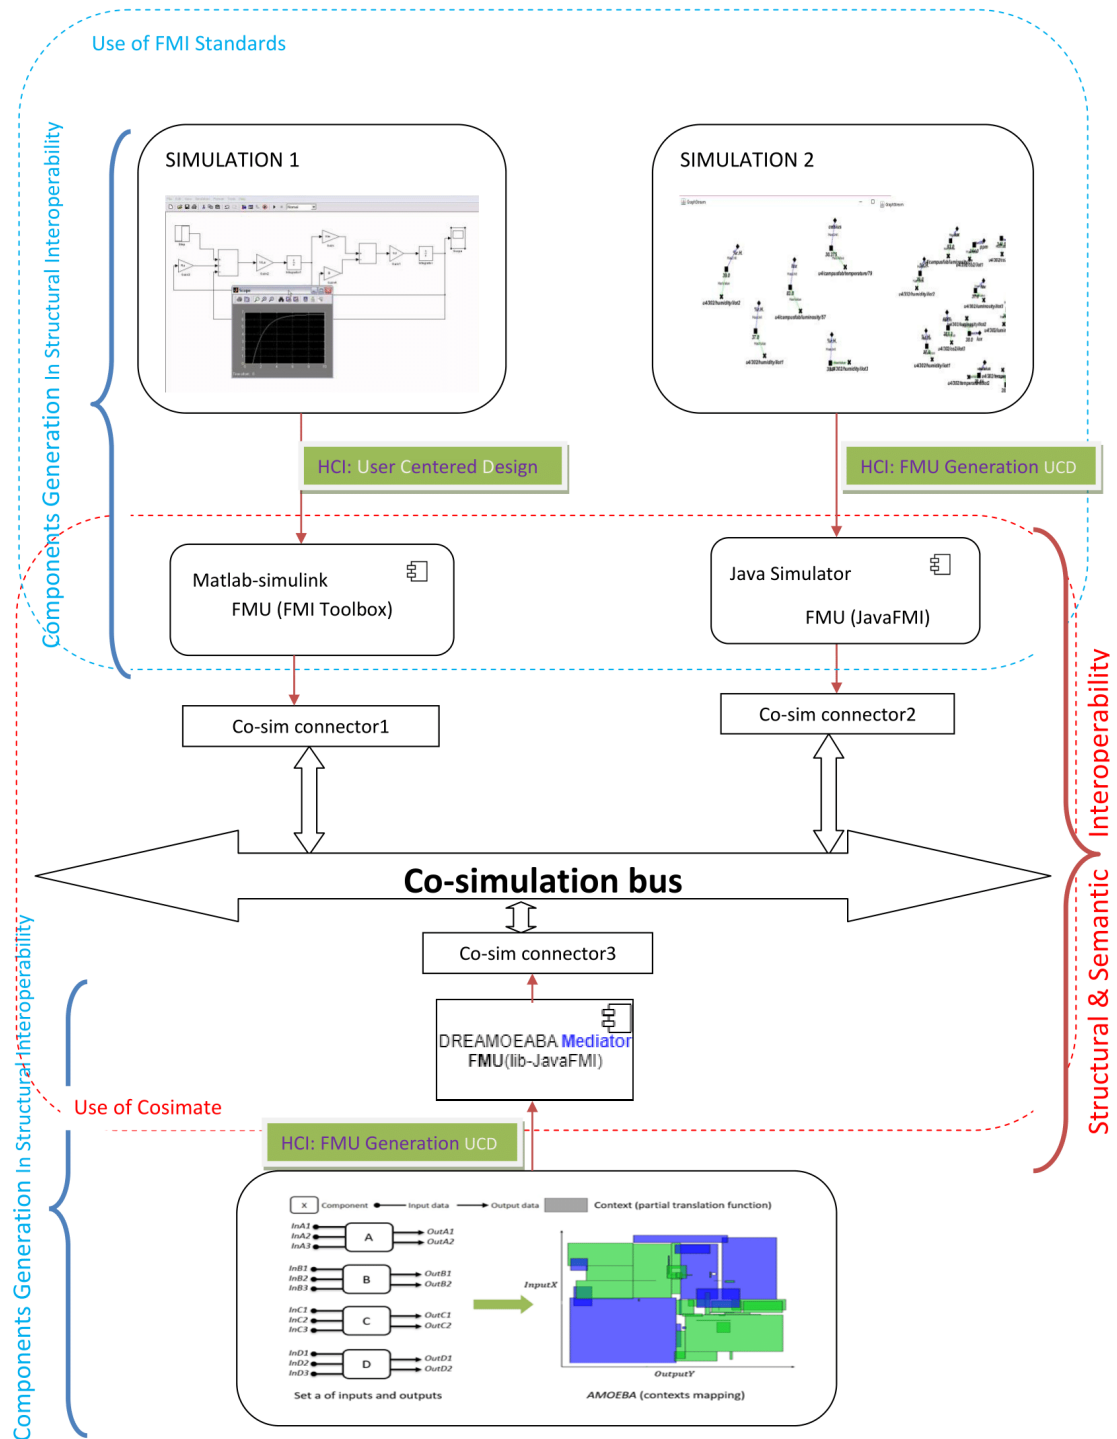 Use of FMI Standards
Components Generation In Structural Interoperability
SIMULATION 1
SIMULATION 2
GraphStream
GraphStream
HCI: User Centered Design
HCI: FMU Generation UCD
Matlab-simulink
FMU (FMI Toolbox)
Java Simulator
FMU (JavaFMI)
Co-sim connector1
Co-sim connector2
Structural & Semantic Interoperability
Co-simulation bus
Co-sim connector3
Components Generation In Structural Interoperability
DREAMOEABA Mediator
FMU(lib-JavaFMI)
Use of Cosimate
HCI: FMU Generation UCD
X Component Input data Output data Context (partial translation function)
InA1
InA2
InA3
A
OutA1
OutA2
InB1
InB2
InB3
B
OutB1
OutB2
InC1
InC2
InC3
C
OutC1
OutC2
InD1
InD2
InD3
D
OutD1
OutD2
InputX
OutputY
Set a of inputs and outputs
AMOEBA (contexts mapping)